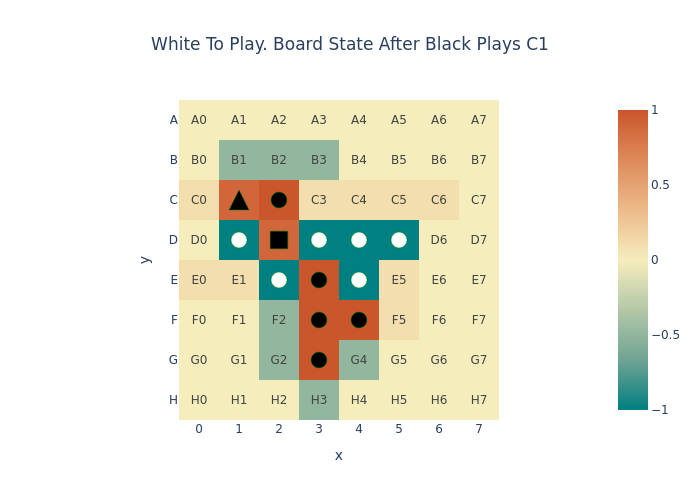 White To Play. Board State After Black Plays C1
A A0 A1 A2 A3 A4 A5 A6 A7
B B0 B1 B2 B3 B4 B5 B6 B7
C C0 C3 C4 C5 C6 C7
D D0 D6 D7
E E0 E1 E5 E6 E7
F F0 F1 F2 F5 F6 F7
G G0 G1 G2 G4 G5 G6 G7
H H0 H1 H2 H3 H4 H5 H6 H7
0 1 2 3 4 5 6 7
x
y
1
0.5
0
−0.5
−1